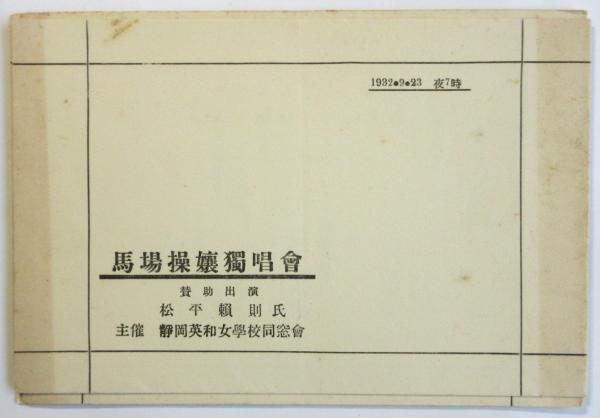 1932•9•23 夜7時
馬場操孃獨唱會
賛助出演
松平賴則氏
主催 靜岡英和女學校同窓會